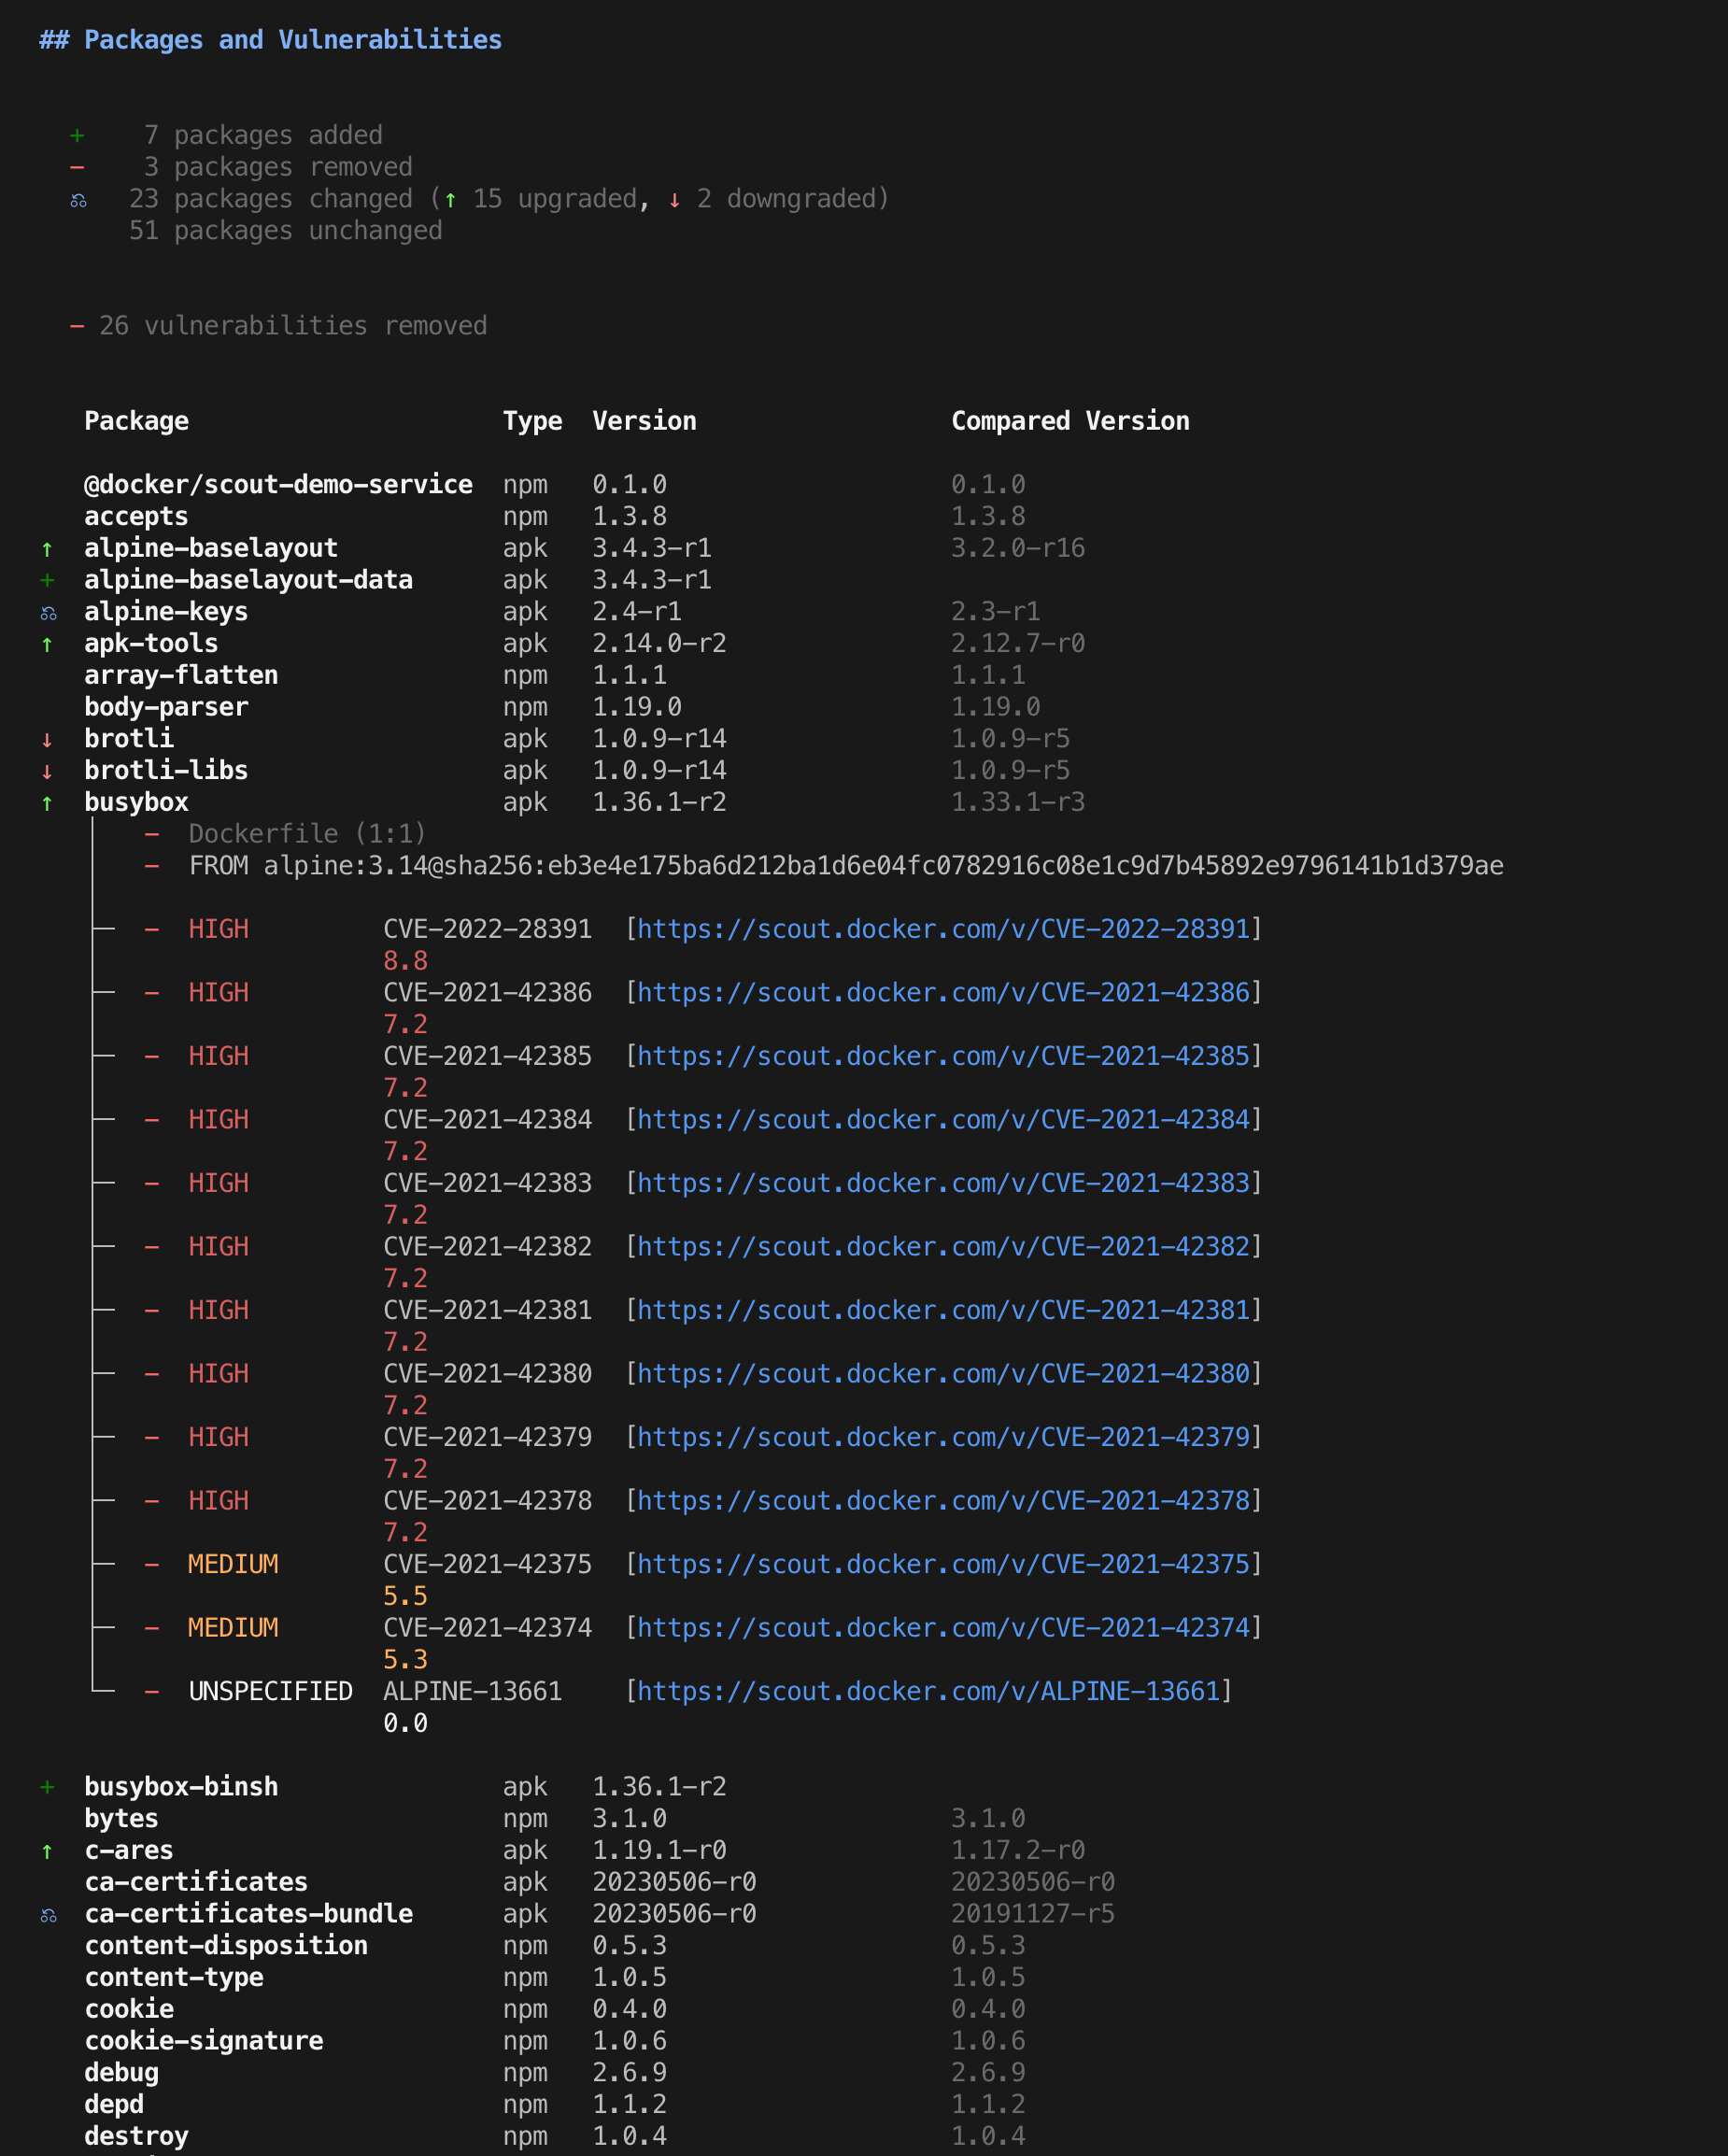 ## Packages and Vulnerabilities
+ 7 packages added
- 3 packages removed
⎌ 23 packages changed (↑ 15 upgraded, ↓ 2 downgraded)
51 packages unchanged
- 26 vulnerabilities removed
Package Type Version Compared Version
@docker/scout-demo-service npm 0.1.0 0.1.0
accepts npm 1.3.8 1.3.8
↑ alpine-baselayout apk 3.4.3-r1 3.2.0-r16
+ alpine-baselayout-data apk 3.4.3-r1
⎌ alpine-keys apk 2.4-r1 2.3-r1
↑ apk-tools apk 2.14.0-r2 2.12.7-r0
array-flatten npm 1.1.1 1.1.1
body-parser npm 1.19.0 1.19.0
↓ brotli apk 1.0.9-r14 1.0.9-r5
↓ brotli-libs apk 1.0.9-r14 1.0.9-r5
↑ busybox apk 1.36.1-r2 1.33.1-r3
- Dockerfile (1:1)
- FROM alpine:3.14@sha256:eb3e4e175ba6d212ba1d6e04fc0782916c08e1c9d7b45892e9796141b1d379ae
- HIGH CVE-2022-28391 [https://scout.docker.com/v/CVE-2022-28391]
8.8
- HIGH CVE-2021-42386 [https://scout.docker.com/v/CVE-2021-42386]
7.2
- HIGH CVE-2021-42385 [https://scout.docker.com/v/CVE-2021-42385]
7.2
- HIGH CVE-2021-42384 [https://scout.docker.com/v/CVE-2021-42384]
7.2
- HIGH CVE-2021-42383 [https://scout.docker.com/v/CVE-2021-42383]
7.2
- HIGH CVE-2021-42382 [https://scout.docker.com/v/CVE-2021-42382]
7.2
- HIGH CVE-2021-42381 [https://scout.docker.com/v/CVE-2021-42381]
7.2
- HIGH CVE-2021-42380 [https://scout.docker.com/v/CVE-2021-42380]
7.2
- HIGH CVE-2021-42379 [https://scout.docker.com/v/CVE-2021-42379]
7.2
- HIGH CVE-2021-42378 [https://scout.docker.com/v/CVE-2021-42378]
7.2
- MEDIUM CVE-2021-42375 [https://scout.docker.com/v/CVE-2021-42375]
5.5
- MEDIUM CVE-2021-42374 [https://scout.docker.com/v/CVE-2021-42374]
5.3
- UNSPECIFIED ALPINE-13661 [https://scout.docker.com/v/ALPINE-13661]
0.0
+ busybox-binsh apk 1.36.1-r2
bytes npm 3.1.0 3.1.0
↑ c-ares apk 1.19.1-r0 1.17.2-r0
ca-certificates apk 20230506-r0 20230506-r0
⎌ ca-certificates-bundle apk 20230506-r0 20191127-r5
content-disposition npm 0.5.3 0.5.3
content-type npm 1.0.5 1.0.5
cookie npm 0.4.0 0.4.0
cookie-signature npm 1.0.6 1.0.6
debug npm 2.6.9 2.6.9
depd npm 1.1.2 1.1.2
destroy npm 1.0.4 1.0.4